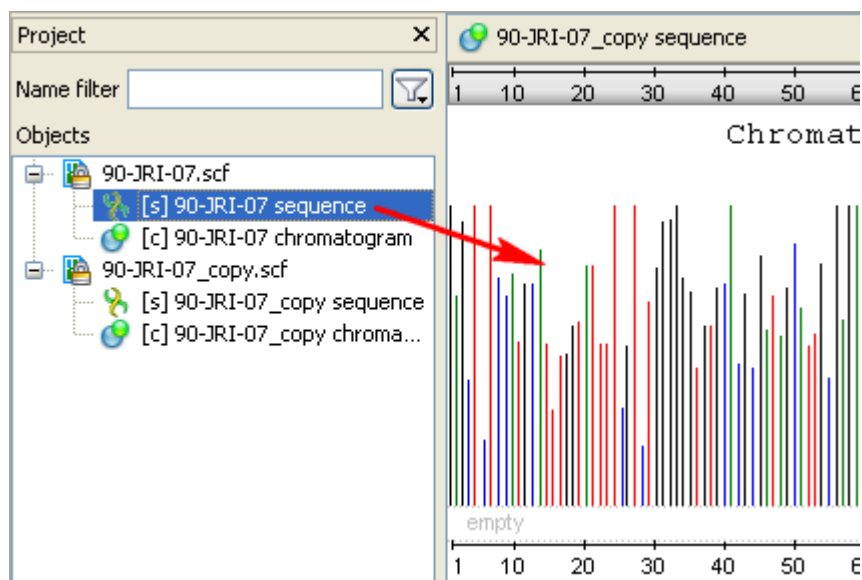 Project
Name filter
Objects
90-JRI-07.scf
[s] 90-JRI-07 sequence
[c] 90-JRI-07 chromatogram
90-JRI-07_copy.scf
[s] 90-JRI-07_copy sequence
[c] 90-JRI-07_copy chroma...
90-JRI-07_copy sequence
1 10 20 30 40 50 6
Chromat
empty
1 10 20 30 40 50 6